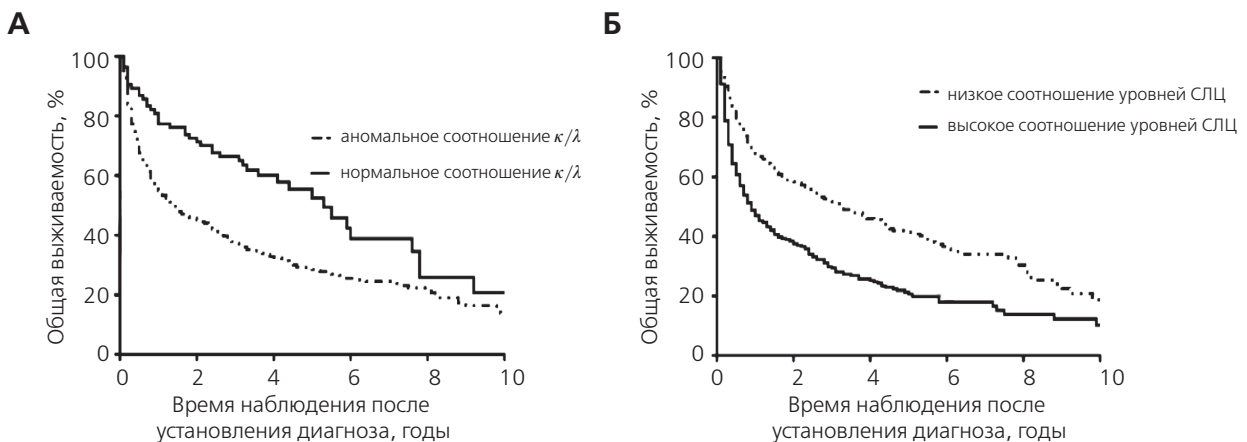 А
Общая выживаемость, %
100
80
60
40
20
0
аномальное соотношение κ/λ
нормальное соотношение κ/λ
0 2 4 6 8 10
Время наблюдения после
установления диагноза, годы
Б
Общая выживаемость, %
100
80
60
40
20
0
низкое соотношение уровней СЛЦ
высокое соотношение уровней СЛЦ
0 2 4 6 8 10
Время наблюдения после
установления диагноза, годы